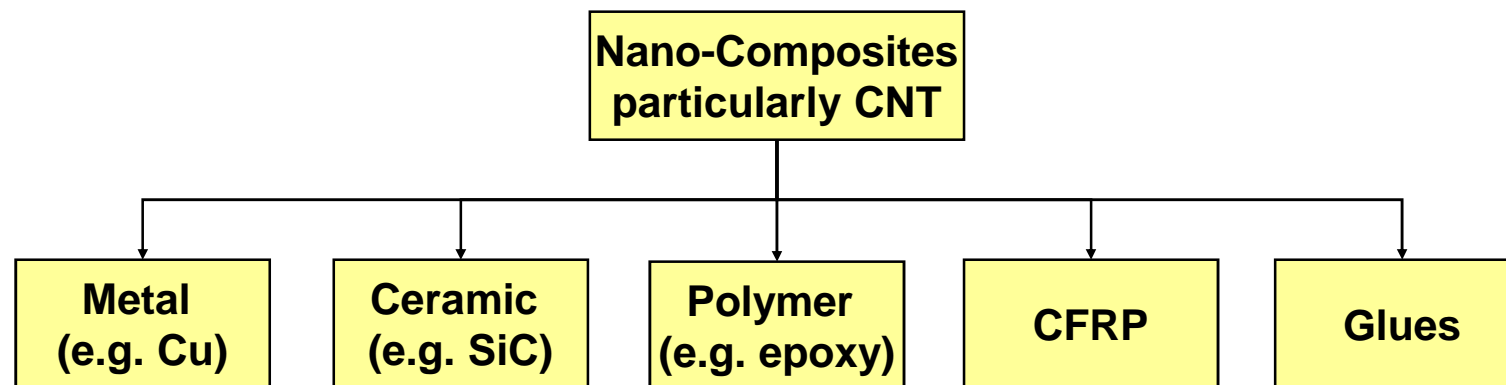 Nano-Composites
particularly CNT
Metal
(e.g. Cu)
Ceramic
(e.g. SiC)
Polymer
(e.g. epoxy)
CFRP
Glues